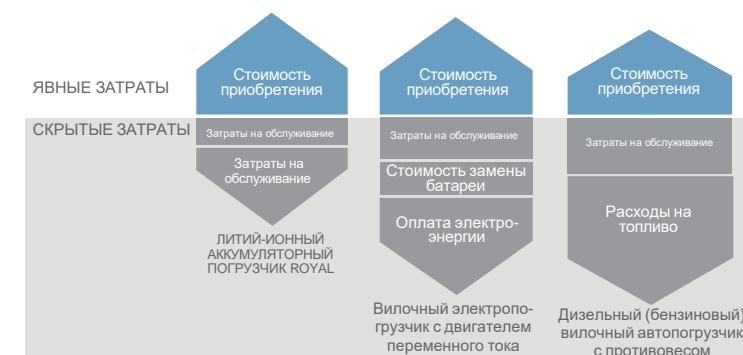 ЯВНЫЕ ЗАТРАТЫ
Стоимость
приобретения
Стоимость
приобретения
Стоимость
приобретения
СКРЫТЫЕ ЗАТРАТЫ
Затраты на обслуживание
Затраты на
обслуживание
ЛИТИЙ-ИОННЫЙ
АККУМУЛЯТОРНЫЙ
ПОГРУЗЧИК ROYAL
Затраты на обслуживание
Стоимость замены
батареи
Оплата электро-
энергии
Вилочный электропо-
грузчик с двигателем
переменного тока
Затраты на обслуживание
Расходы на
топливо
Дизельный (бензиновый)
вилочный автопогрузчик
с противовесом